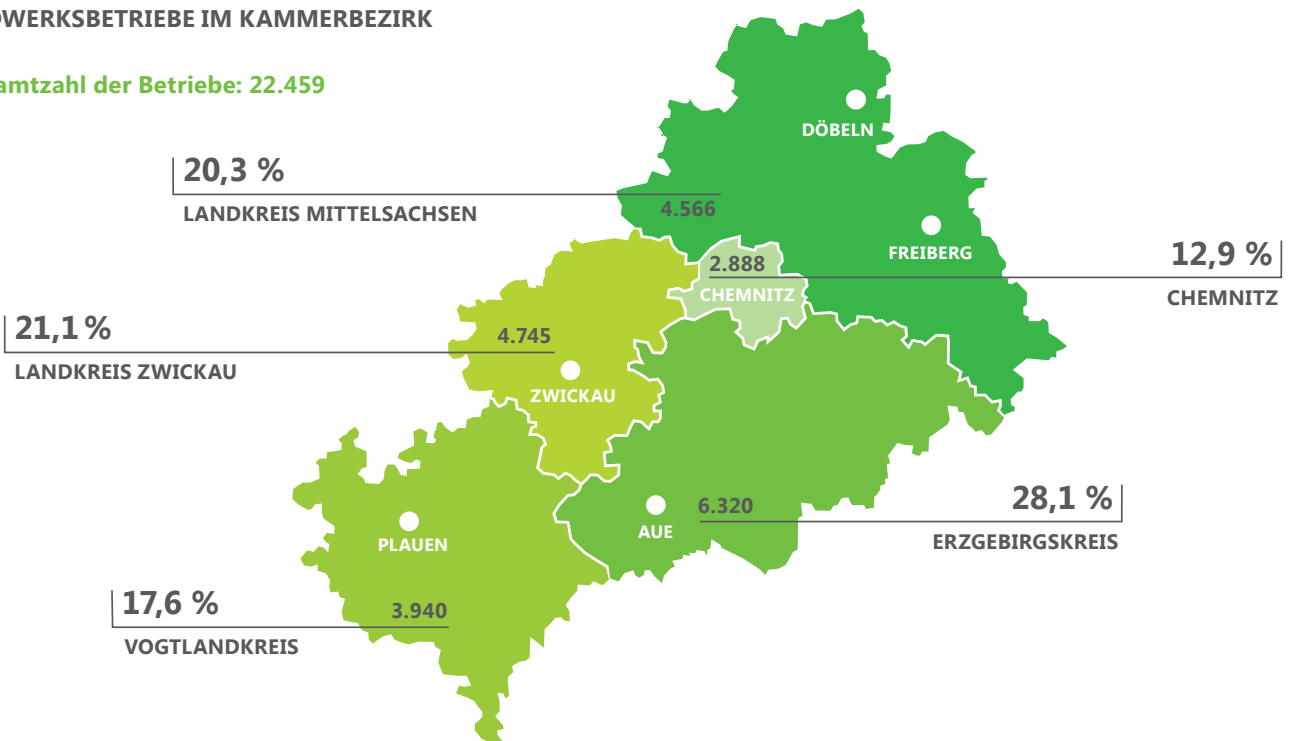 DWERKSBETRIEBE IM KAMMERBEZIRK
amtzahl der Betriebe: 22.459
DÖBELN
20,3 %
LANDKREIS MITTELSACHSEN
4.566
FREIBERG
2.888
CHEMNITZ
12,9 %
CHEMNITZ
21,1 %
LANDKREIS ZWICKAU
4.745
ZWICKAU
28,1 %
ERZGEBIRGSKREIS
6.320
AUE
PLAUEN
17,6 %
VOGTLANDKREIS
3.940